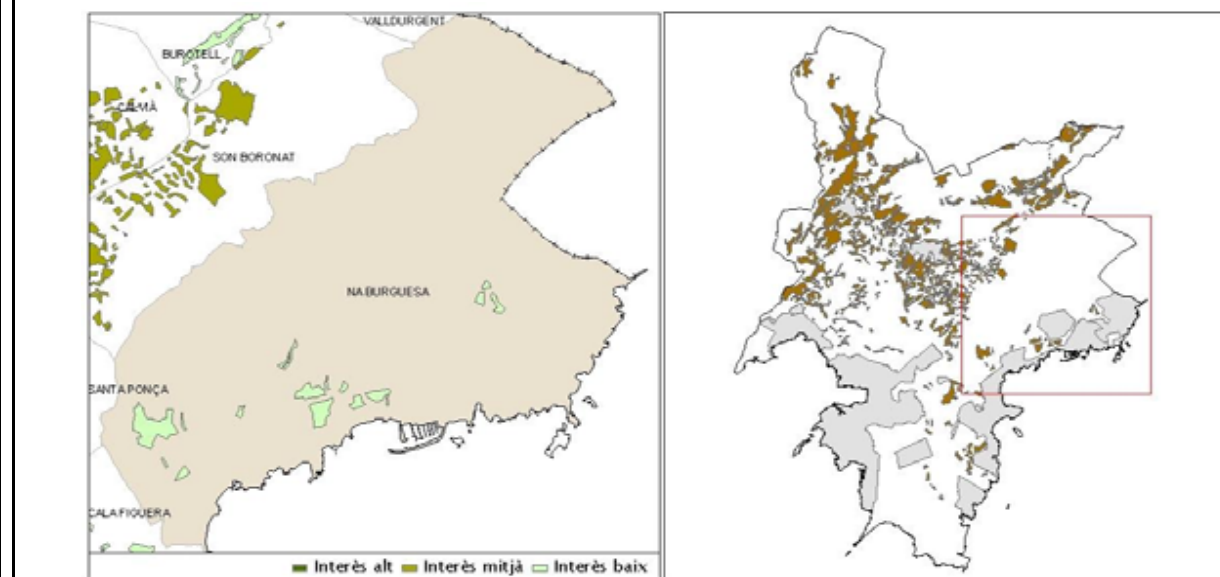 VALLDURGENT
BUROTELL
CALMÀ
SON BORONAT
NA BURGUESA
SANTA PONÇA
CALA FIGUERA
Interès alt Interès mitjà Interès baix